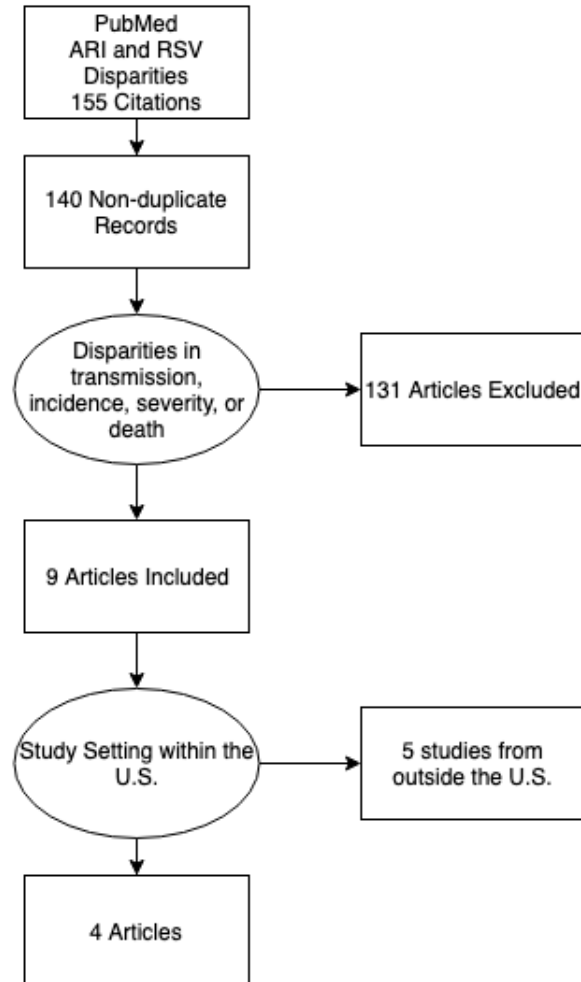 PubMed
ARI and RSV
Disparities
155 Citations
140 Non-duplicate
Records
Disparities in
transmission,
incidence, severity, or
death
131 Articles Excluded
9 Articles Included
Study Setting within the
U.S.
5 studies from
outside the U.S.
4 Articles